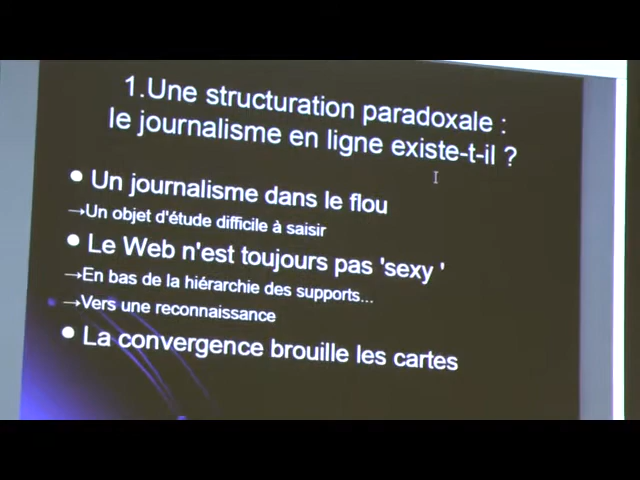 1.Une structuration paradoxale :
le journalisme en ligne existe-t-il ?
● Un journalisme dans le flou
→Un objet d'étude difficile à saisir
● Le Web n'est toujours pas 'sexy '
→En bas de la hiérarchie des supports...
→Vers une reconnaissance
● La convergence brouille les cartes